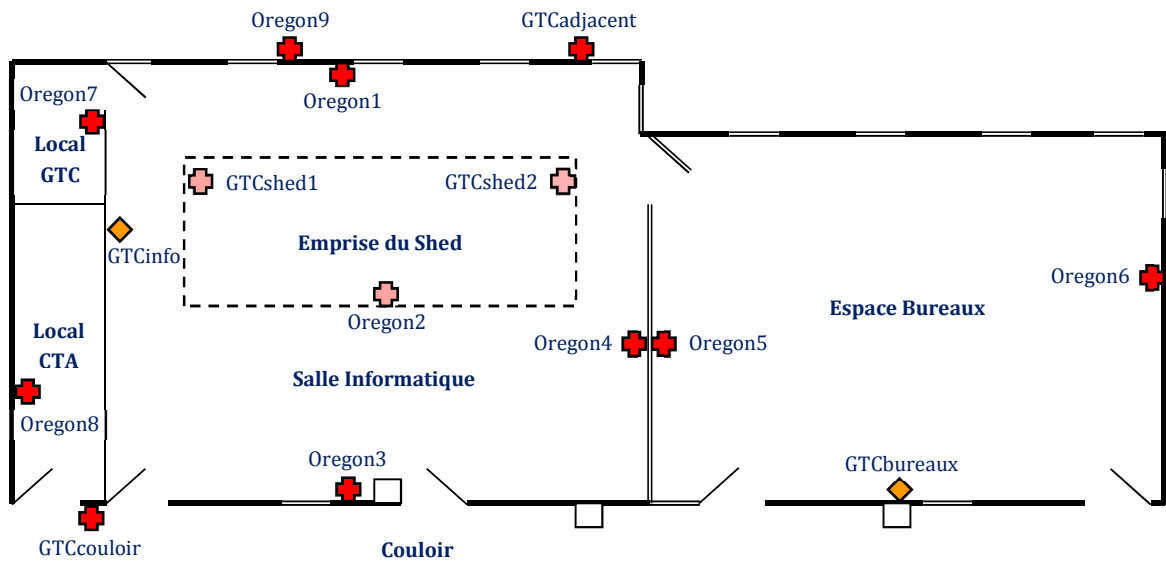 Oregon9
GTCadjacent
Oregon7
Oregon1
Local
GTC
GTCshed1
GTCshed2
GTCinfo
Emprise du Shed
Oregon6
Oregon2
Espace Bureaux
Local
CTA
Oregon4
Oregon5
Salle Informatique
Oregon8
Oregon3
GTCbureaux
GTCcouloir
Couloir